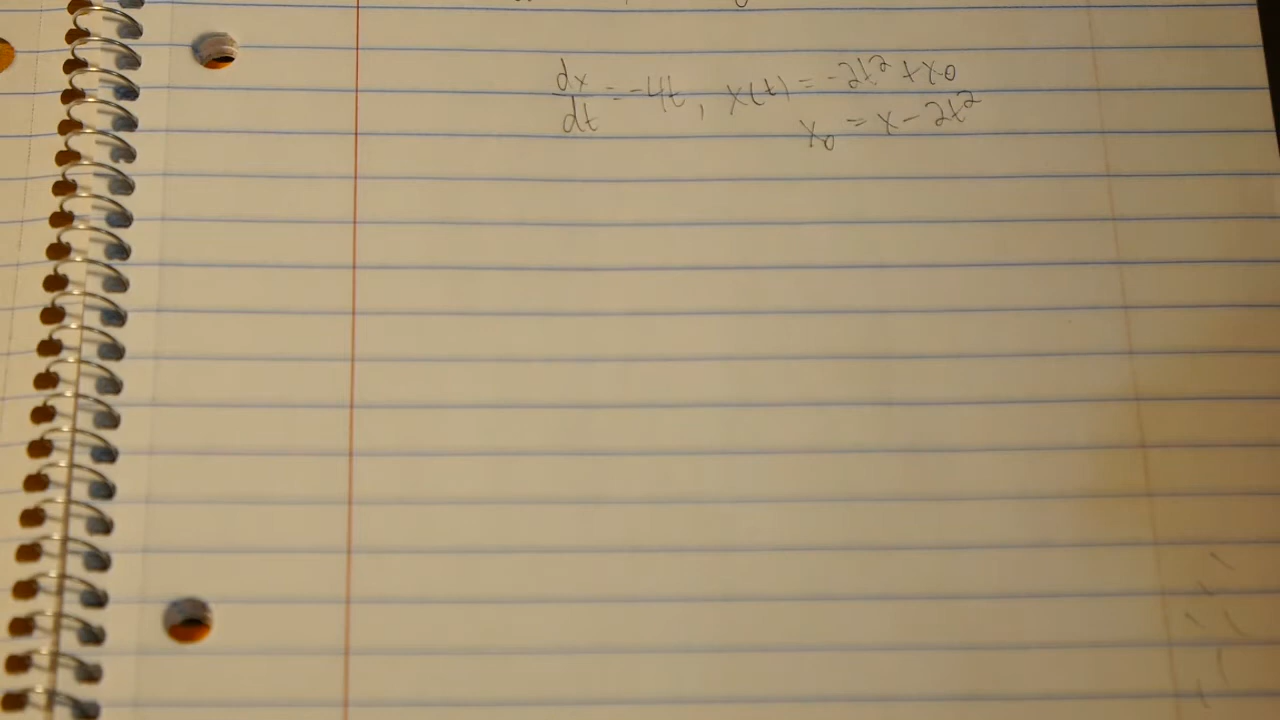 dx/dt = -4t, x(t) = -2t² + x₀
x₀ = x - 2t²